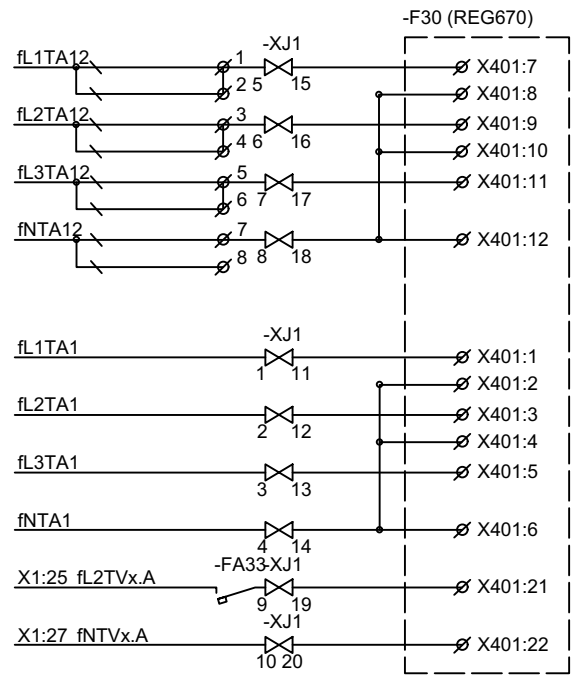 -F30 (REG670)
-XJ1
fL1TA12 1 X401:7
2 5 15 X401:8
fL2TA12 3 X401:9
4 6 16 X401:10
fL3TA12 5 X401:11
6 7 17
fNTA12 7 X401:12
8 8 18
-XJ1
fL1TA1 X401:1
1 11 X401:2
fL2TA1 X401:3
2 12 X401:4
fL3TA1 X401:5
3 13
fNTA1 X401:6
4 14
-FA33 -XJ1
X1:25 fL2TVx.A X401:21
9 19
-XJ1
X1:27 fNTVx.A X401:22
10 20